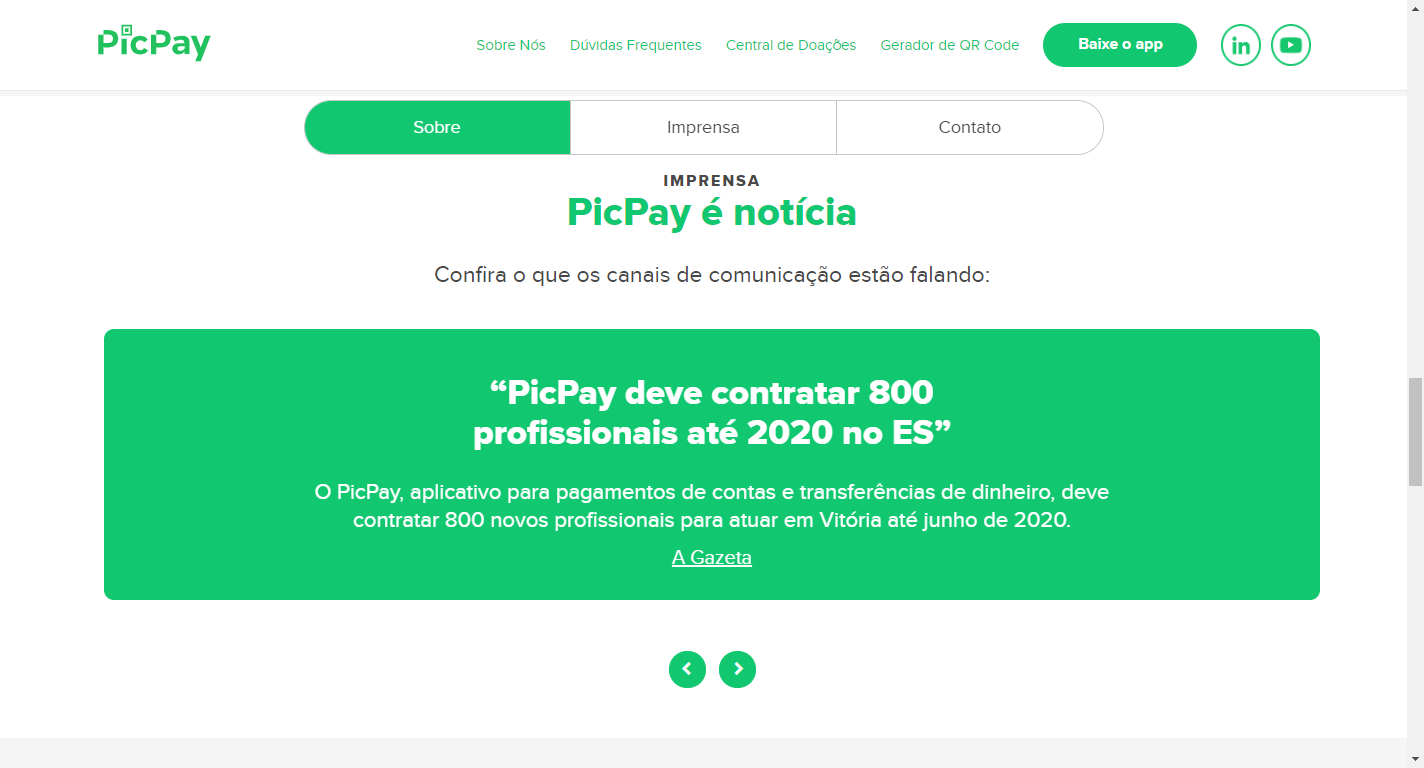 PicPay
Sobre Nós
Dúvidas Frequentes
Central de Doações
Gerador de QR Code
Baixe o app
in
Sobre
Imprensa
Contato
IMPRENSA
PicPay é notícia
Confira o que os canais de comunicação estão falando:
“PicPay deve contratar 800
profissionais até 2020 no ES”
O PicPay, aplicativo para pagamentos de contas e transferências de dinheiro, deve
contratar 800 novos profissionais para atuar em Vitória até junho de 2020.
A Gazeta